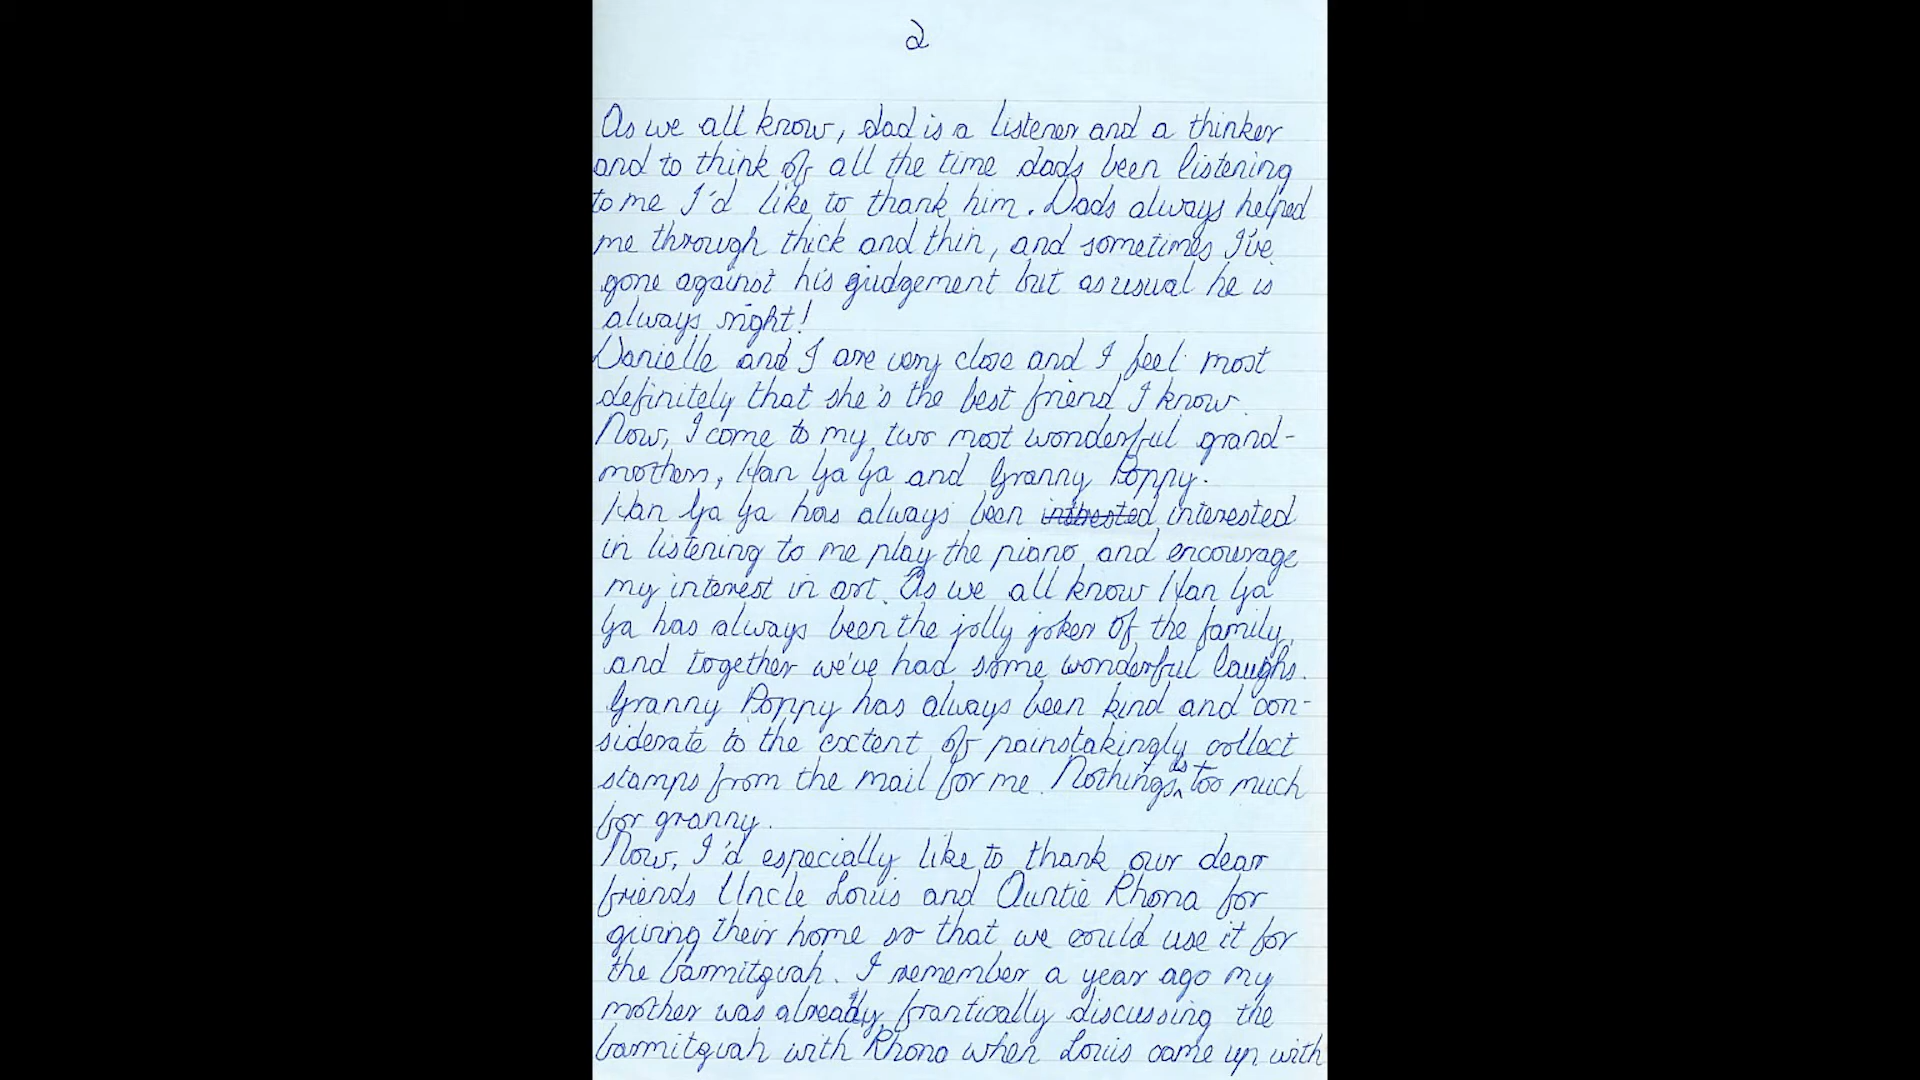 2
As we all know, dad is a listener and a thinker
and to think of all the time dads been listening
to me I'd like to thank him. Dads always helped
me through thick and thin, and sometimes I've
gone against his gudgement but as usual he is
always right!
Danielle and I are very close and I feel most
definitely that she's the best friend I know.
Now, I come to my two most wonderful grand-
mothers, Nan Ga Ga and Granny Poppy.
Nan Ga Ga has always been intrested interested
in listening to me play the piano and encourage
my interest in art. As we all know Nan Ga
Ga has always been the jolly joker of the family,
and together we've had some wonderful laughs.
Granny Poppy has always been kind and con-
siderate to the extent of painstakingly collect
stamps from the mail for me. Nothings is too much
for granny.
Now, I'd especially like to thank our dear
friends Uncle Louis and Auntie Rhona for
giving their home so that we could use it for
the barmitzvah. I remember a year ago my
mother was already frantically discussing the
barmitzvah with Rhona when Louis came up with